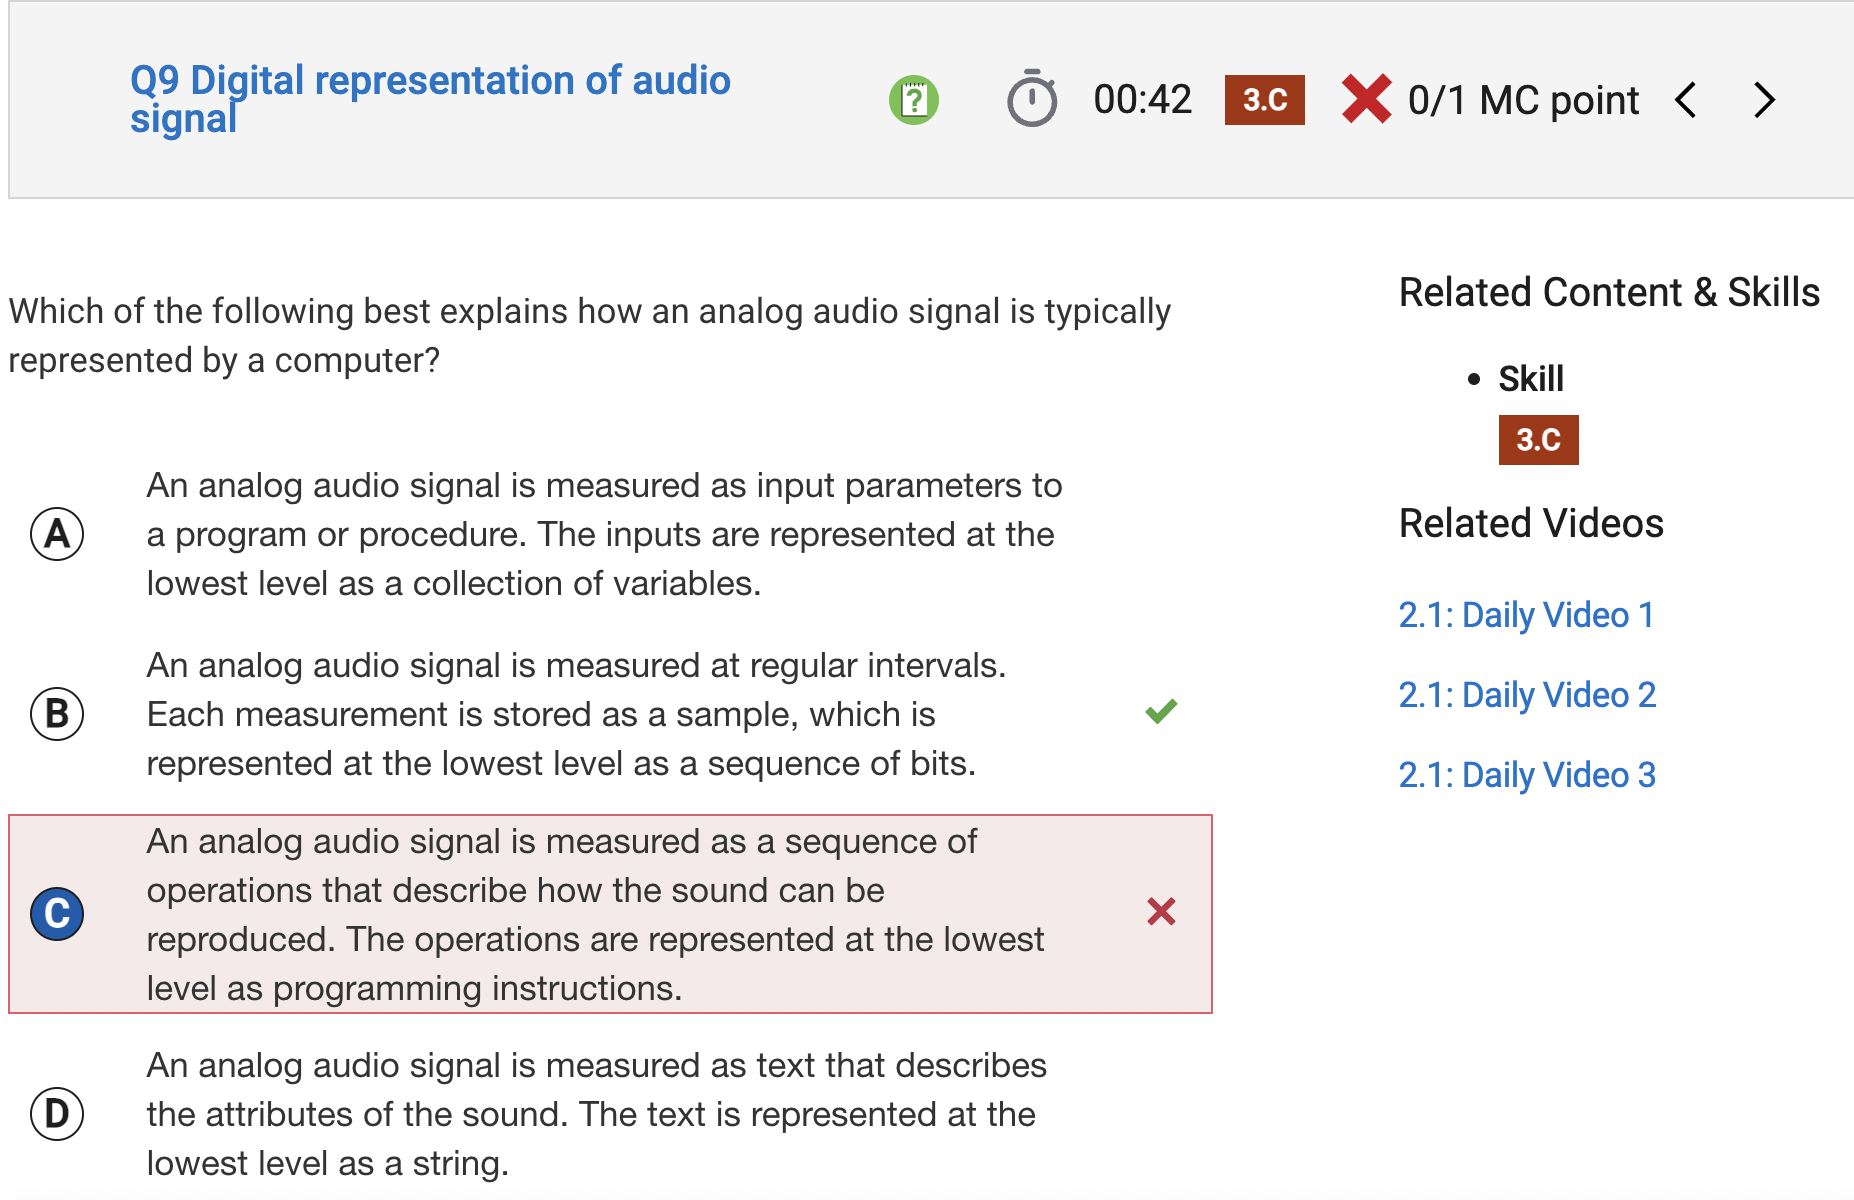 Q9 Digital representation of audio
signal
?
00:42
3.C
0/1 MC point
Which of the following best explains how an analog audio signal is typically
represented by a computer?
A
An analog audio signal is measured as input parameters to
a program or procedure. The inputs are represented at the
lowest level as a collection of variables.
B
An analog audio signal is measured at regular intervals.
Each measurement is stored as a sample, which is
represented at the lowest level as a sequence of bits.
C
An analog audio signal is measured as a sequence of
operations that describe how the sound can be
reproduced. The operations are represented at the lowest
level as programming instructions.
D
An analog audio signal is measured as text that describes
the attributes of the sound. The text is represented at the
lowest level as a string.
Related Content & Skills
• Skill
3.C
Related Videos
2.1: Daily Video 1
2.1: Daily Video 2
2.1: Daily Video 3